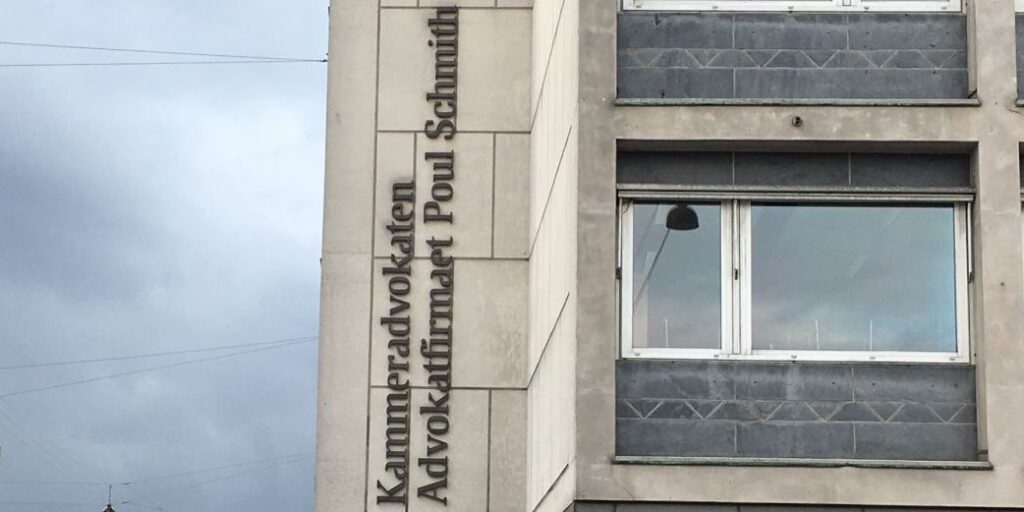 Kammeradvokaten
Advokatfirmaet Poul Schmith